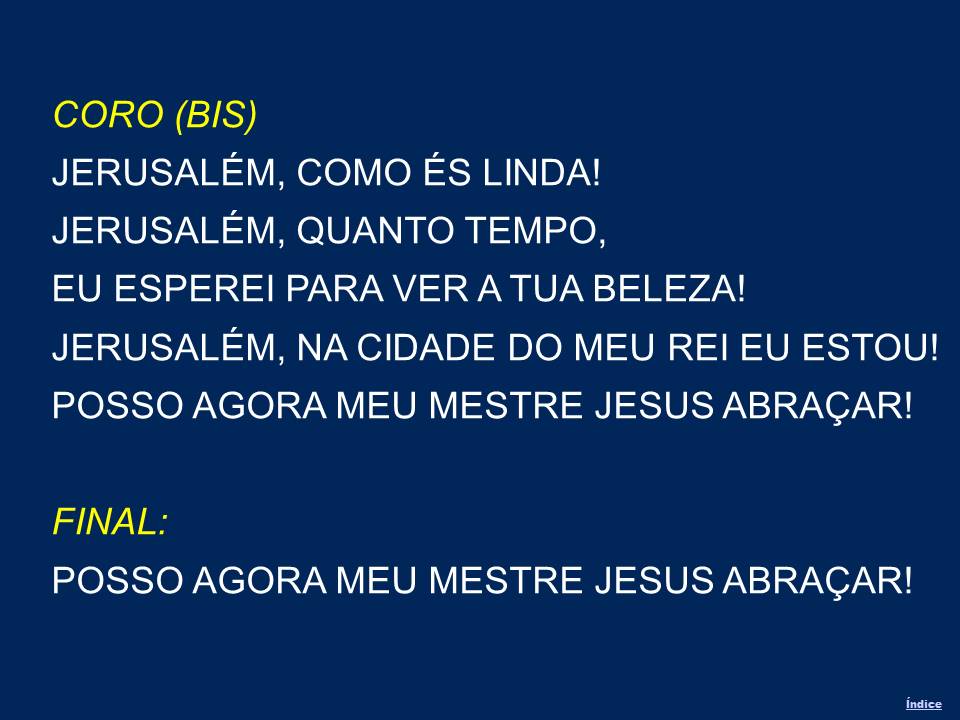 CORO (BIS)
JERUSALÉM, COMO ÉS LINDA!
JERUSALÉM, QUANTO TEMPO,
EU ESPEREI PARA VER A TUA BELEZA!
JERUSALÉM, NA CIDADE DO MEU REI EU ESTOU!
POSSO AGORA MEU MESTRE JESUS ABRAÇAR!
FINAL:
POSSO AGORA MEU MESTRE JESUS ABRAÇAR!
Índice